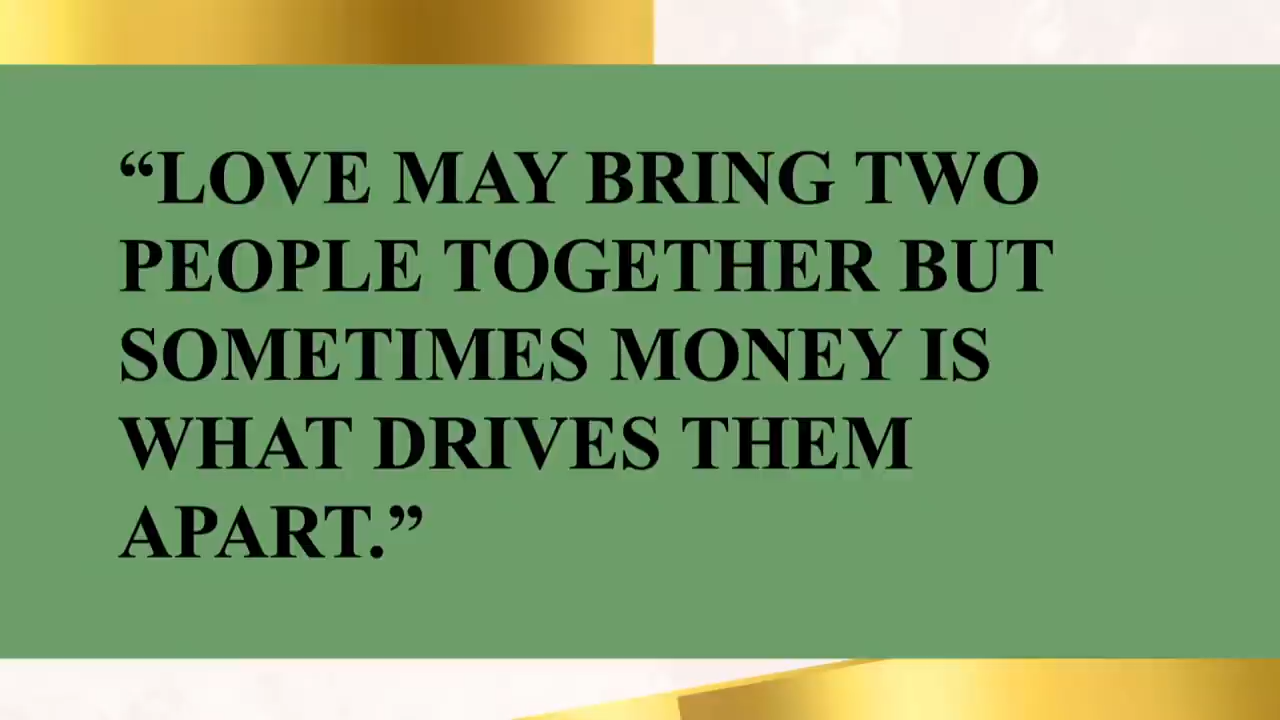 “LOVE MAY BRING TWO
PEOPLE TOGETHER BUT
SOMETIMES MONEY IS
WHAT DRIVES THEM
APART.”